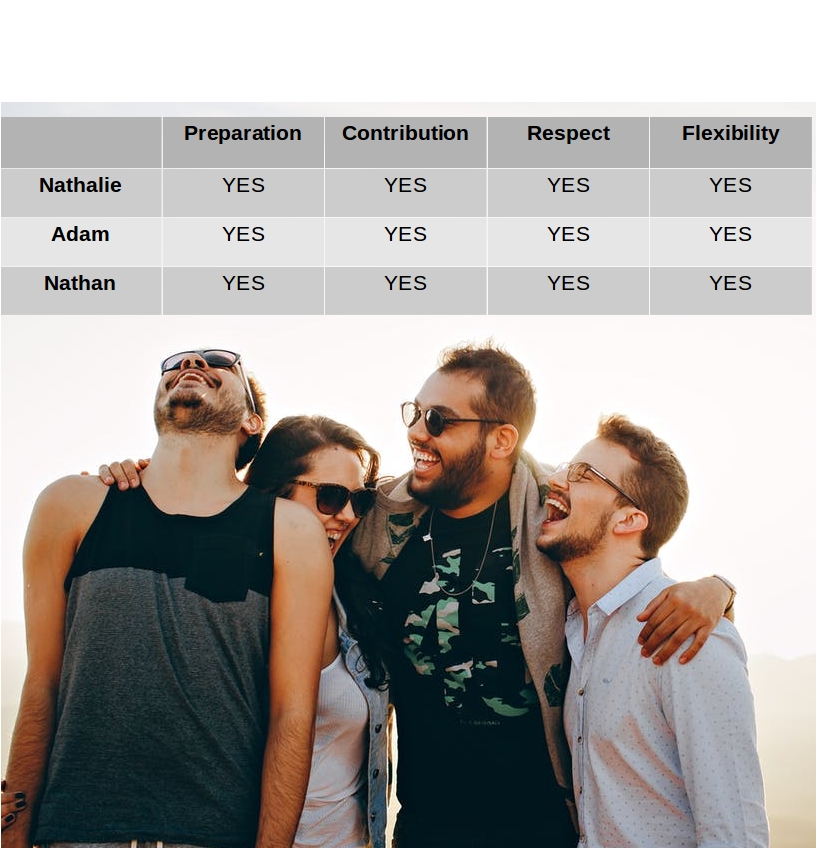 Preparation Contribution Respect Flexibility
Nathalie YES YES YES YES
Adam YES YES YES YES
Nathan YES YES YES YES